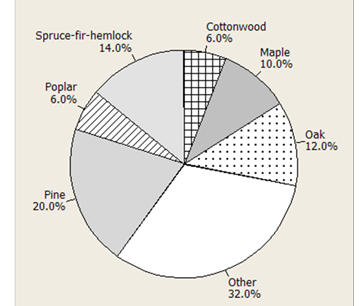 Cottonwood
6.0%
Maple
10.0%
Oak
12.0%
Other
32.0%
Pine
20.0%
Poplar
6.0%
Spruce-fir-hemlock
14.0%